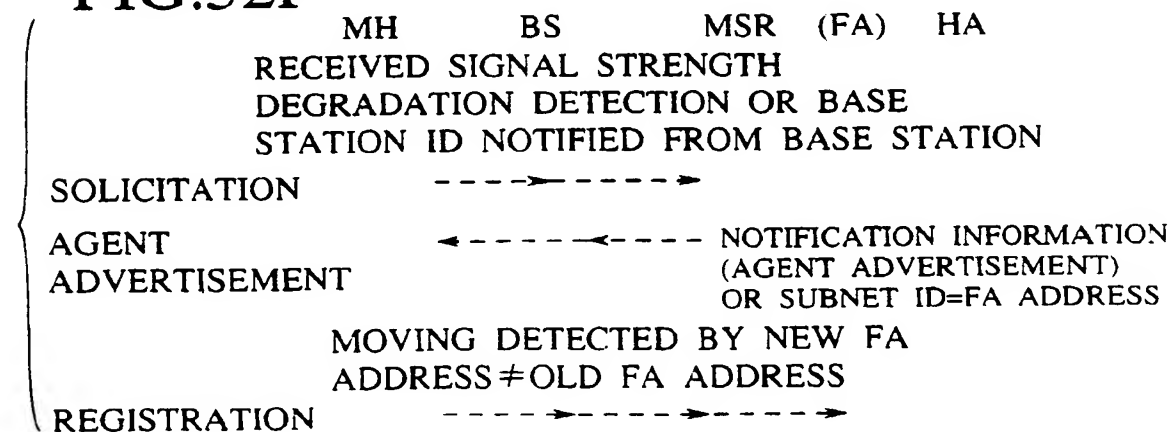 MH BS MSR (FA) HA
RECEIVED SIGNAL STRENGTH
DEGRADATION DETECTION OR BASE
STATION ID NOTIFIED FROM BASE STATION
SOLICITATION
AGENT
ADVERTISEMENT
NOTIFICATION INFORMATION
(AGENT ADVERTISEMENT)
OR SUBNET ID=FA ADDRESS
MOVING DETECTED BY NEW FA
ADDRESS≠OLD FA ADDRESS
REGISTRATION